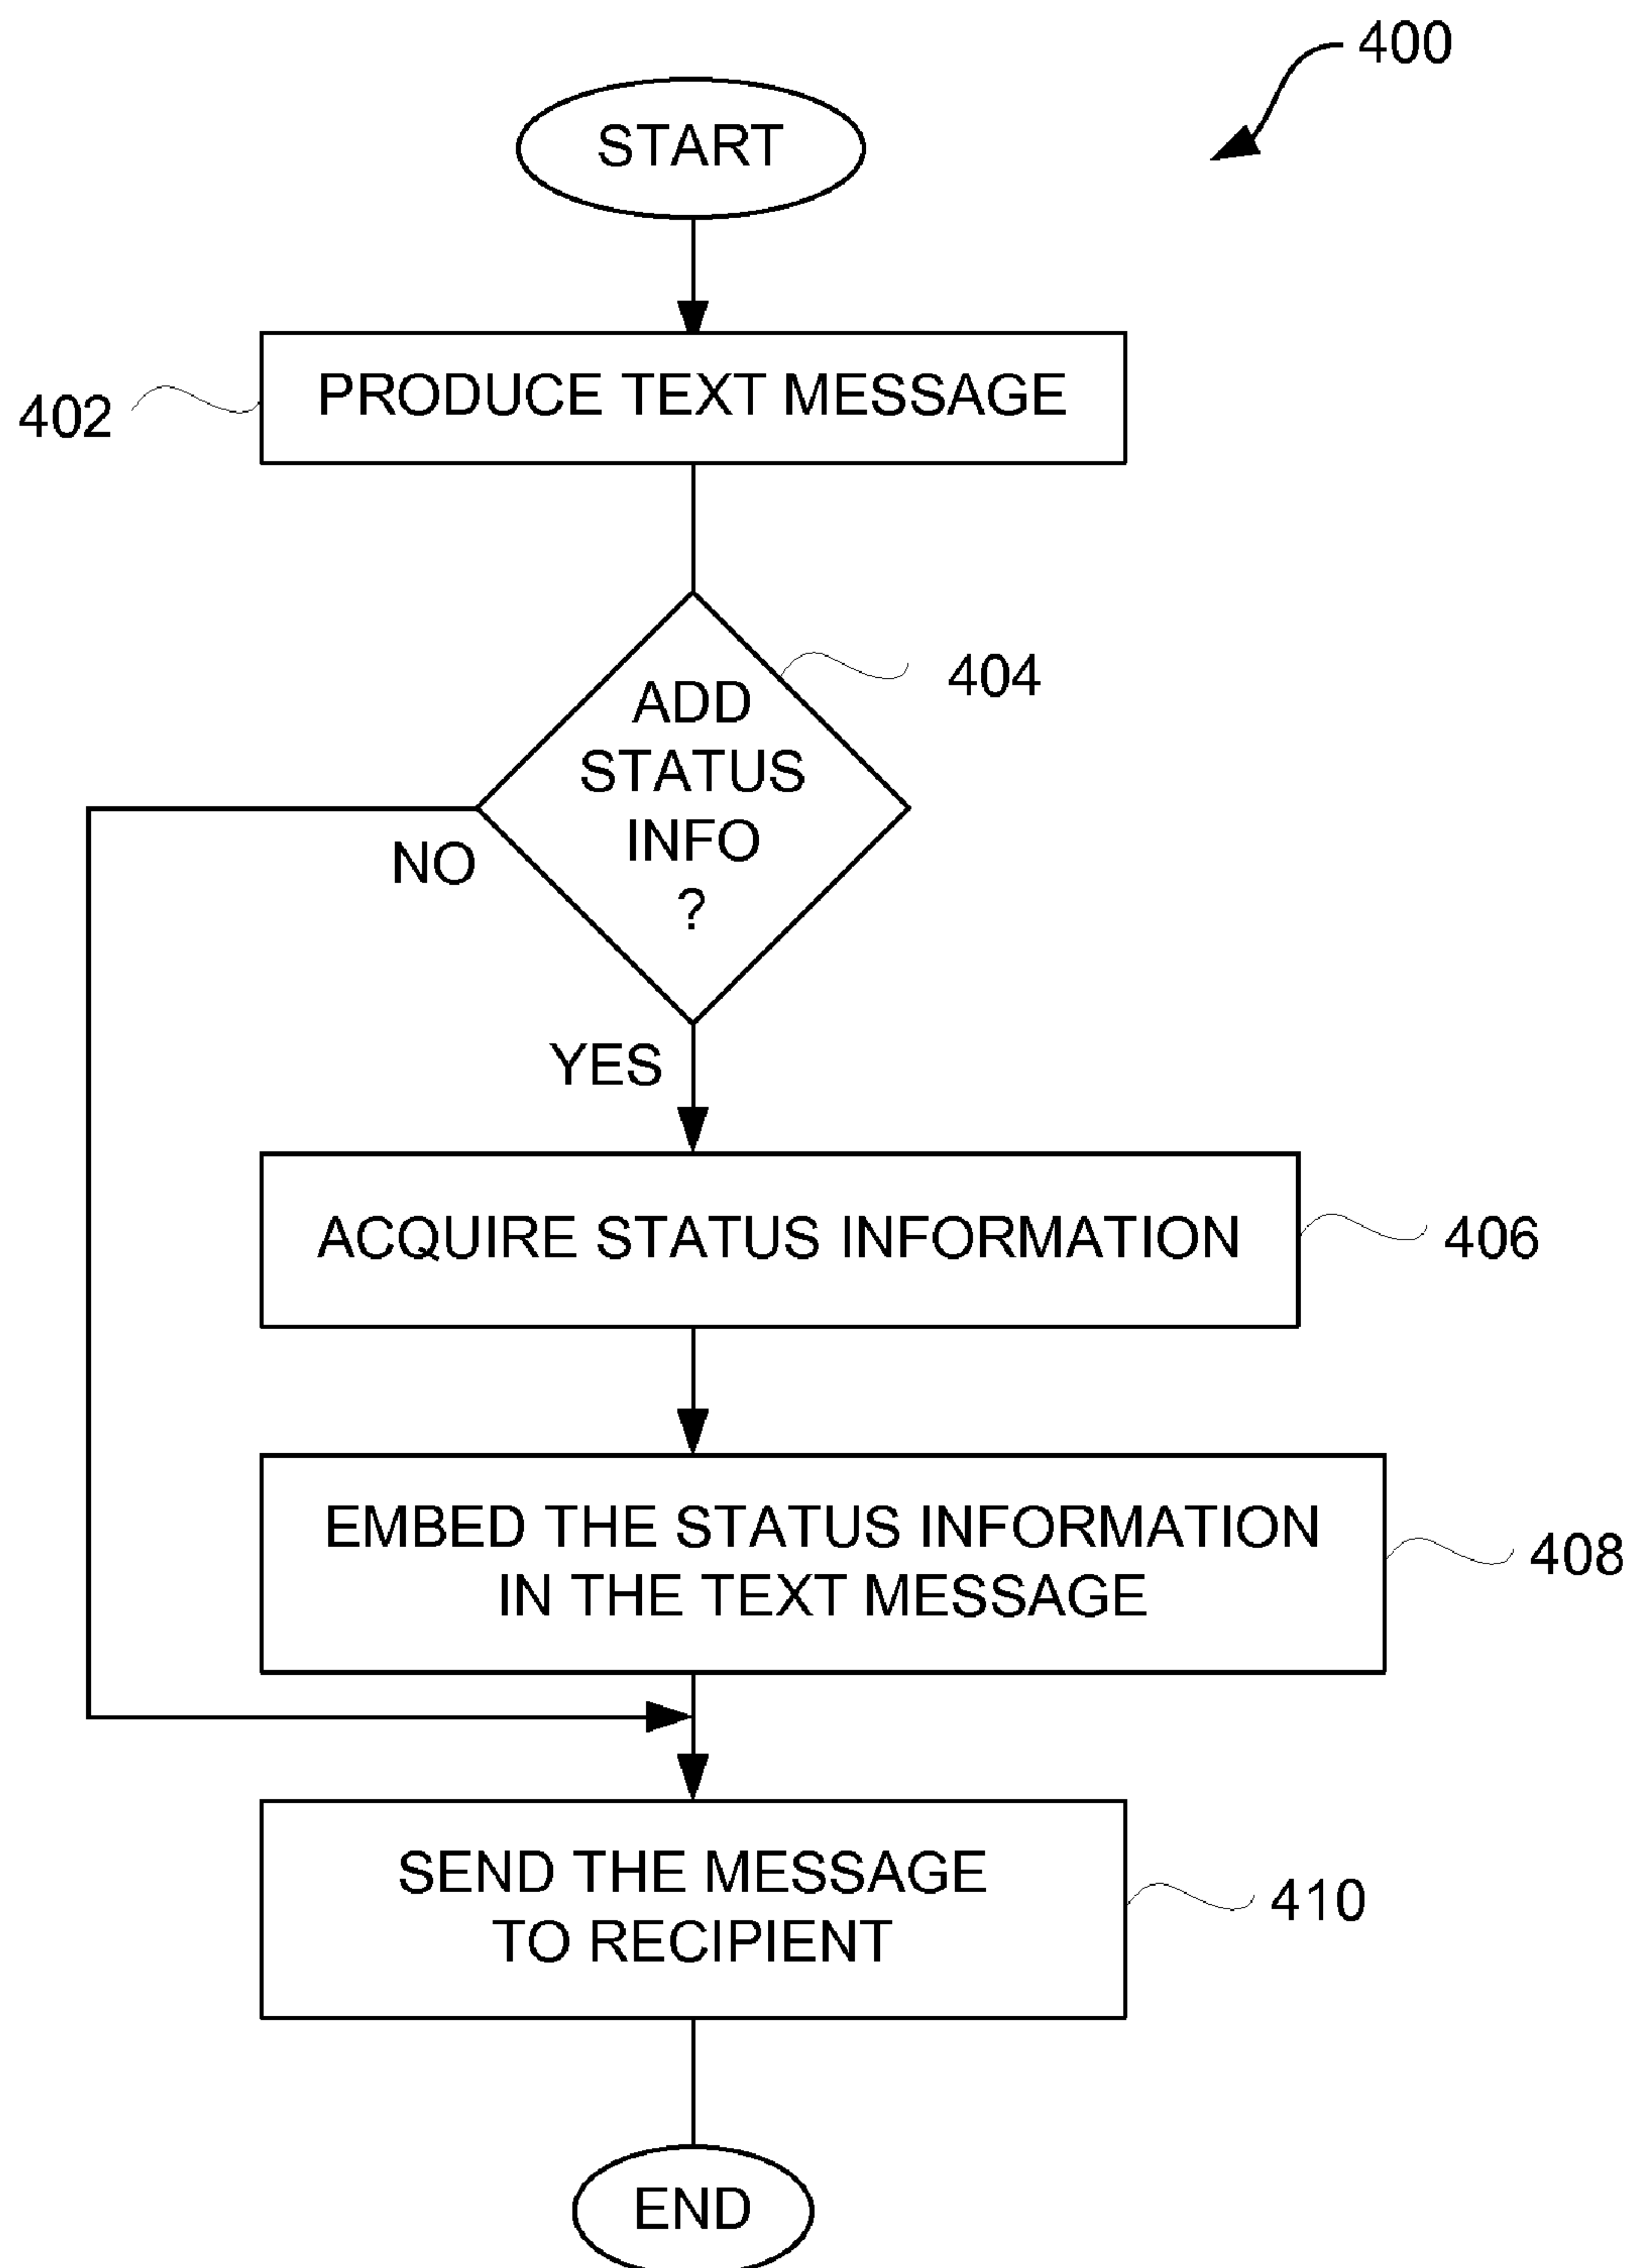 400
START
PRODUCE TEXT MESSAGE
402
404
ADD
STATUS
INFO
?
NO
YES
ACQUIRE STATUS INFORMATION
406
EMBED THE STATUS INFORMATION
IN THE TEXT MESSAGE
408
SEND THE MESSAGE
TO RECIPIENT
410
END